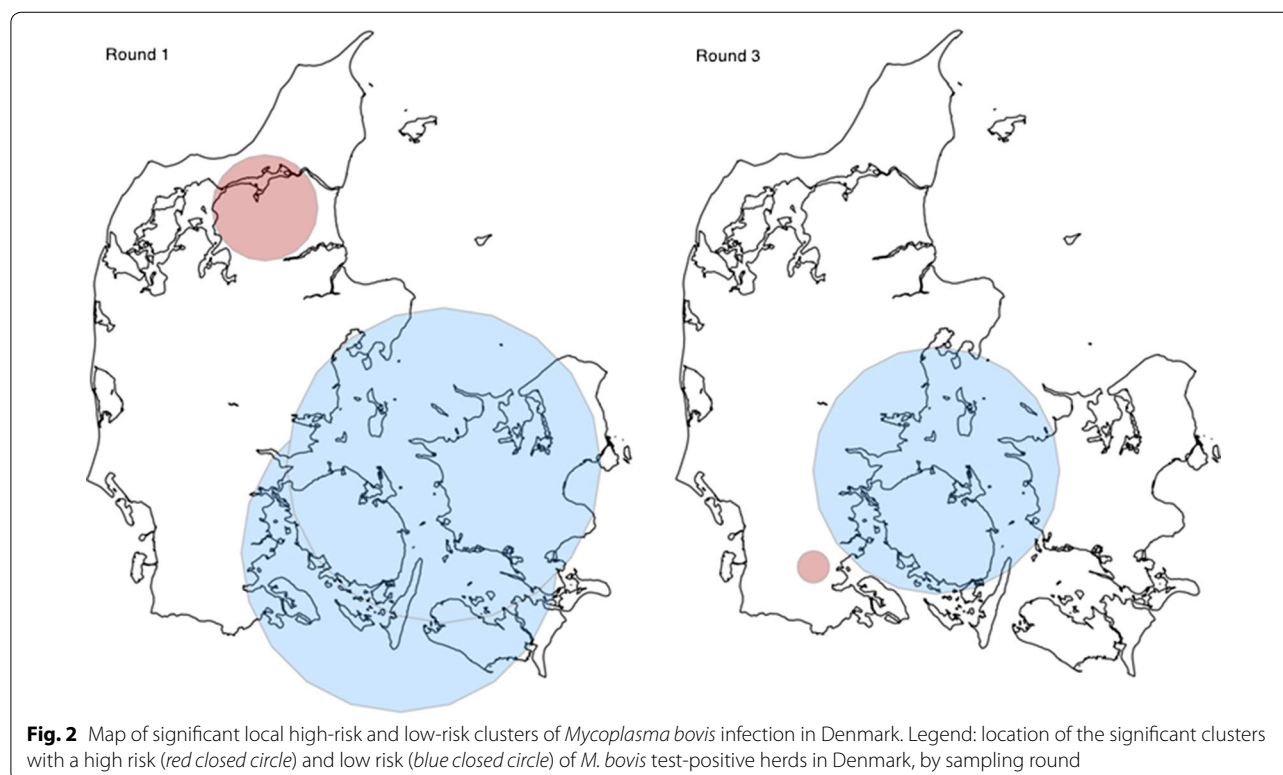 Round 1
Round 3
Fig. 2 Map of significant local high-risk and low-risk clusters of Mycoplasma bovis infection in Denmark. Legend: location of the significant clusters
with a high risk (red closed circle) and low risk (blue closed circle) of M. bovis test-positive herds in Denmark, by sampling round